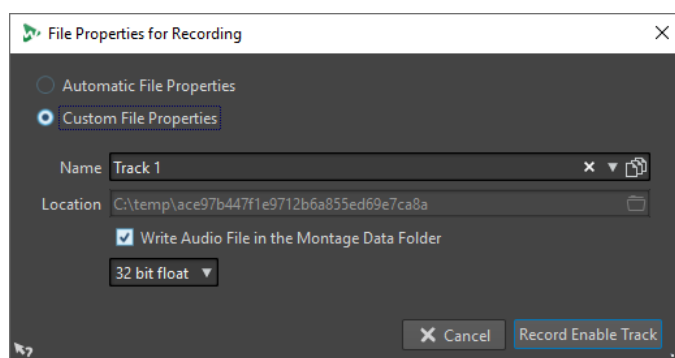 File Properties for Recording
Automatic File Properties
Custom File Properties
Name Track 1
Location C:\temp\ace97b447f1e9712b6a855ed69e7ca8a
Write Audio File in the Montage Data Folder
32 bit float
Cancel Record Enable Track